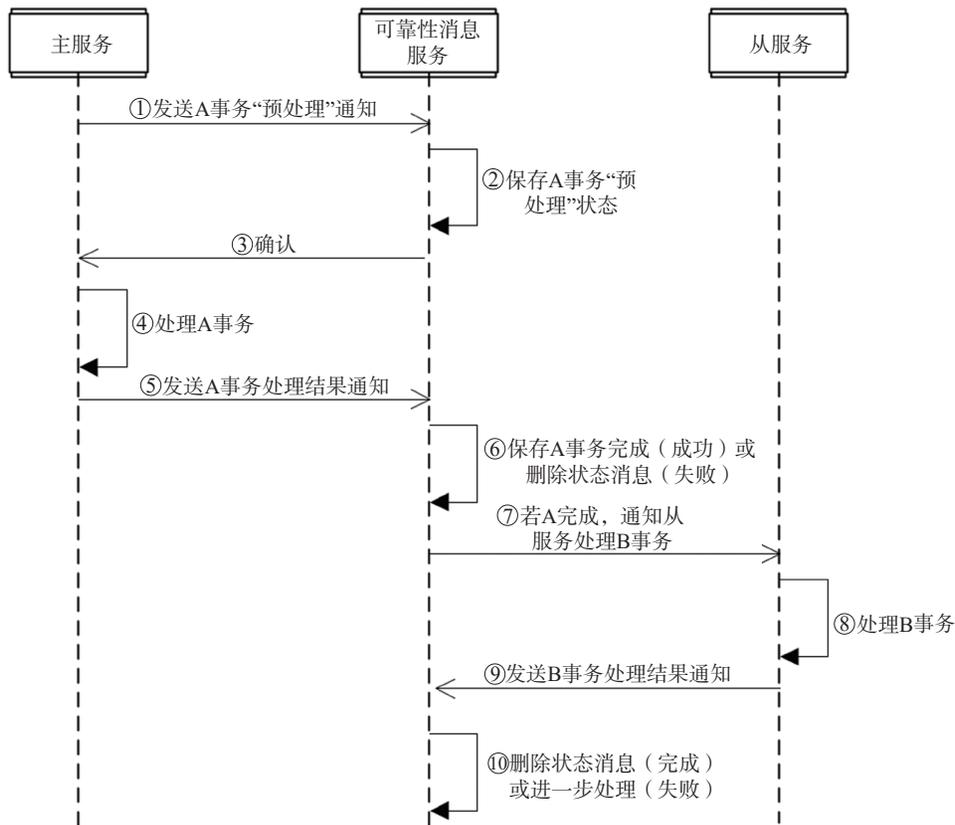 主服务
可靠性消息
服务
从服务
①发送A事务“预处理”通知
②保存A事务“预
处理”状态
③确认
④处理A事务
⑤发送A事务处理结果通知
⑥保存A事务完成（成功）或
删除状态消息（失败）
⑦若A完成，通知从
服务处理B事务
⑧处理B事务
⑨发送B事务处理结果通知
⑩删除状态消息（完成）
或进一步处理（失败）